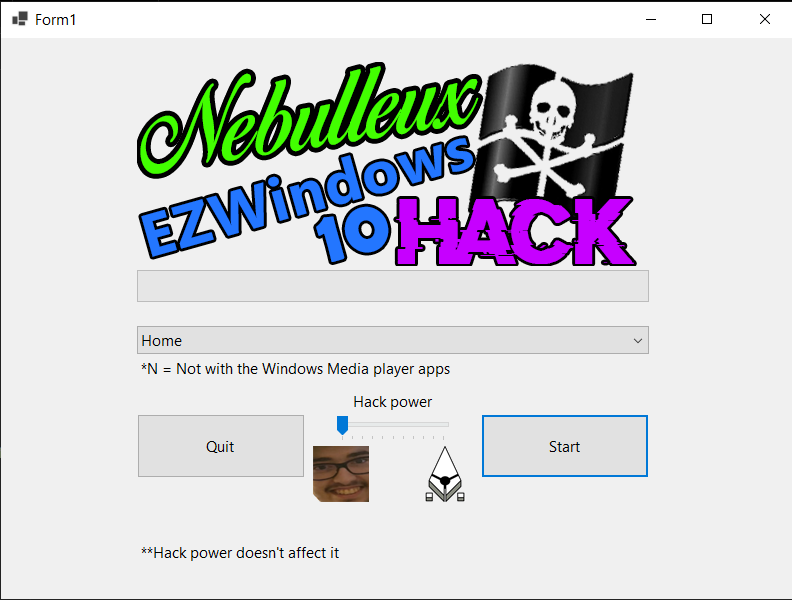 Form1
Nebulleux
EZWindows
10 HACK
Home
*N = Not with the Windows Media player apps
Hack power
Quit
Start
**Hack power doesn't affect it